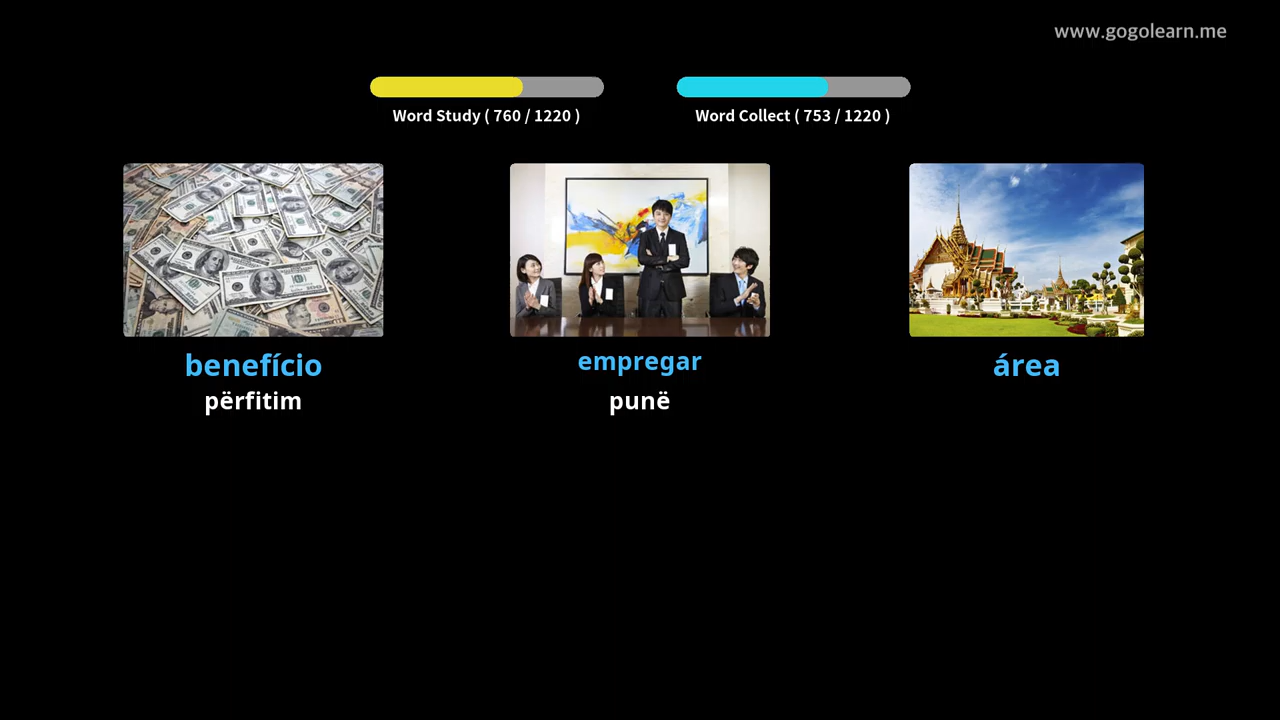 www.gogolearn.me
Word Study ( 760 / 1220 )
Word Collect ( 753 / 1220 )
benefício
empregar
área
përfitim
punë